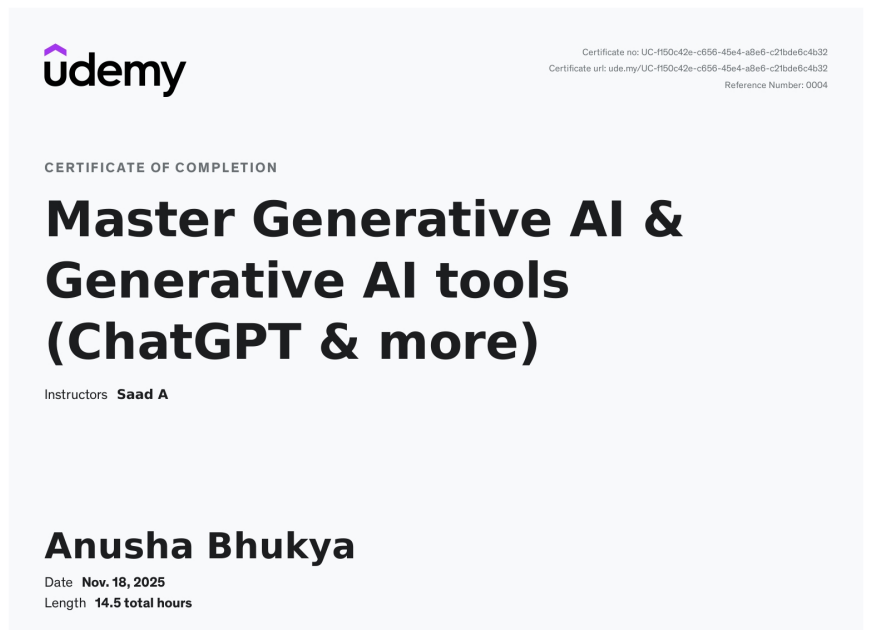 udemy
Certificate no: UC-f150c42e-c656-45e4-a8e6-c21bde6c4b32
Certificate url: ude.my/UC-f150c42e-c656-45e4-a8e6-c21bde6c4b32
Reference Number: 0004
CERTIFICATE OF COMPLETION
Master Generative AI &
Generative AI tools
(ChatGPT & more)
Instructors Saad A
Anusha Bhukya
Date Nov. 18, 2025
Length 14.5 total hours